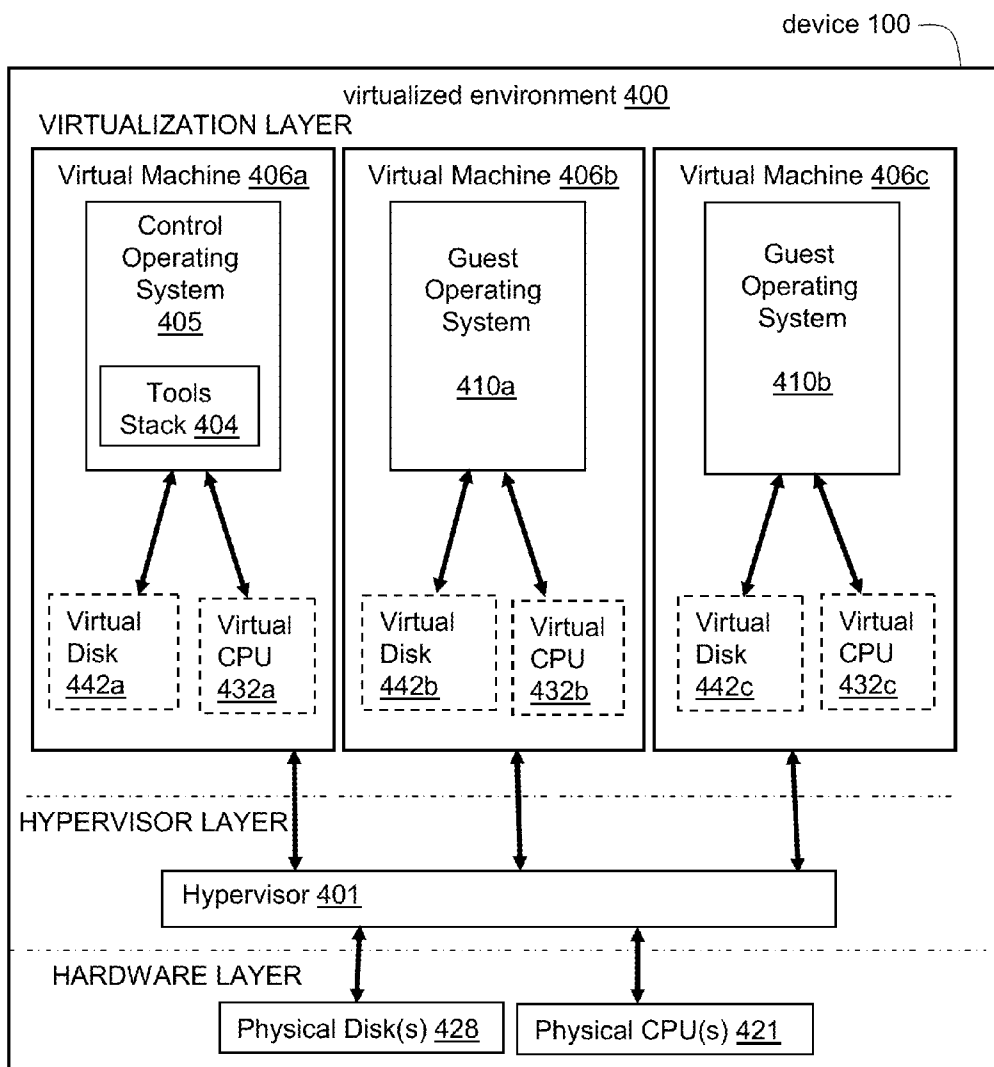 device 100
virtualized environment 400
VIRTUALIZATION LAYER
Virtual Machine 406a
Control
Operating
System
405
Tools
Stack 404
Virtual
Disk
442a
Virtual
CPU
432a
Virtual Machine 406b
Guest
Operating
System
410a
Virtual
Disk
442b
Virtual
CPU
432b
Virtual Machine 406c
Guest
Operating
System
410b
Virtual
Disk
442c
Virtual
CPU
432c
HYPERVISOR LAYER
Hypervisor 401
HARDWARE LAYER
Physical Disk(s) 428
Physical CPU(s) 421